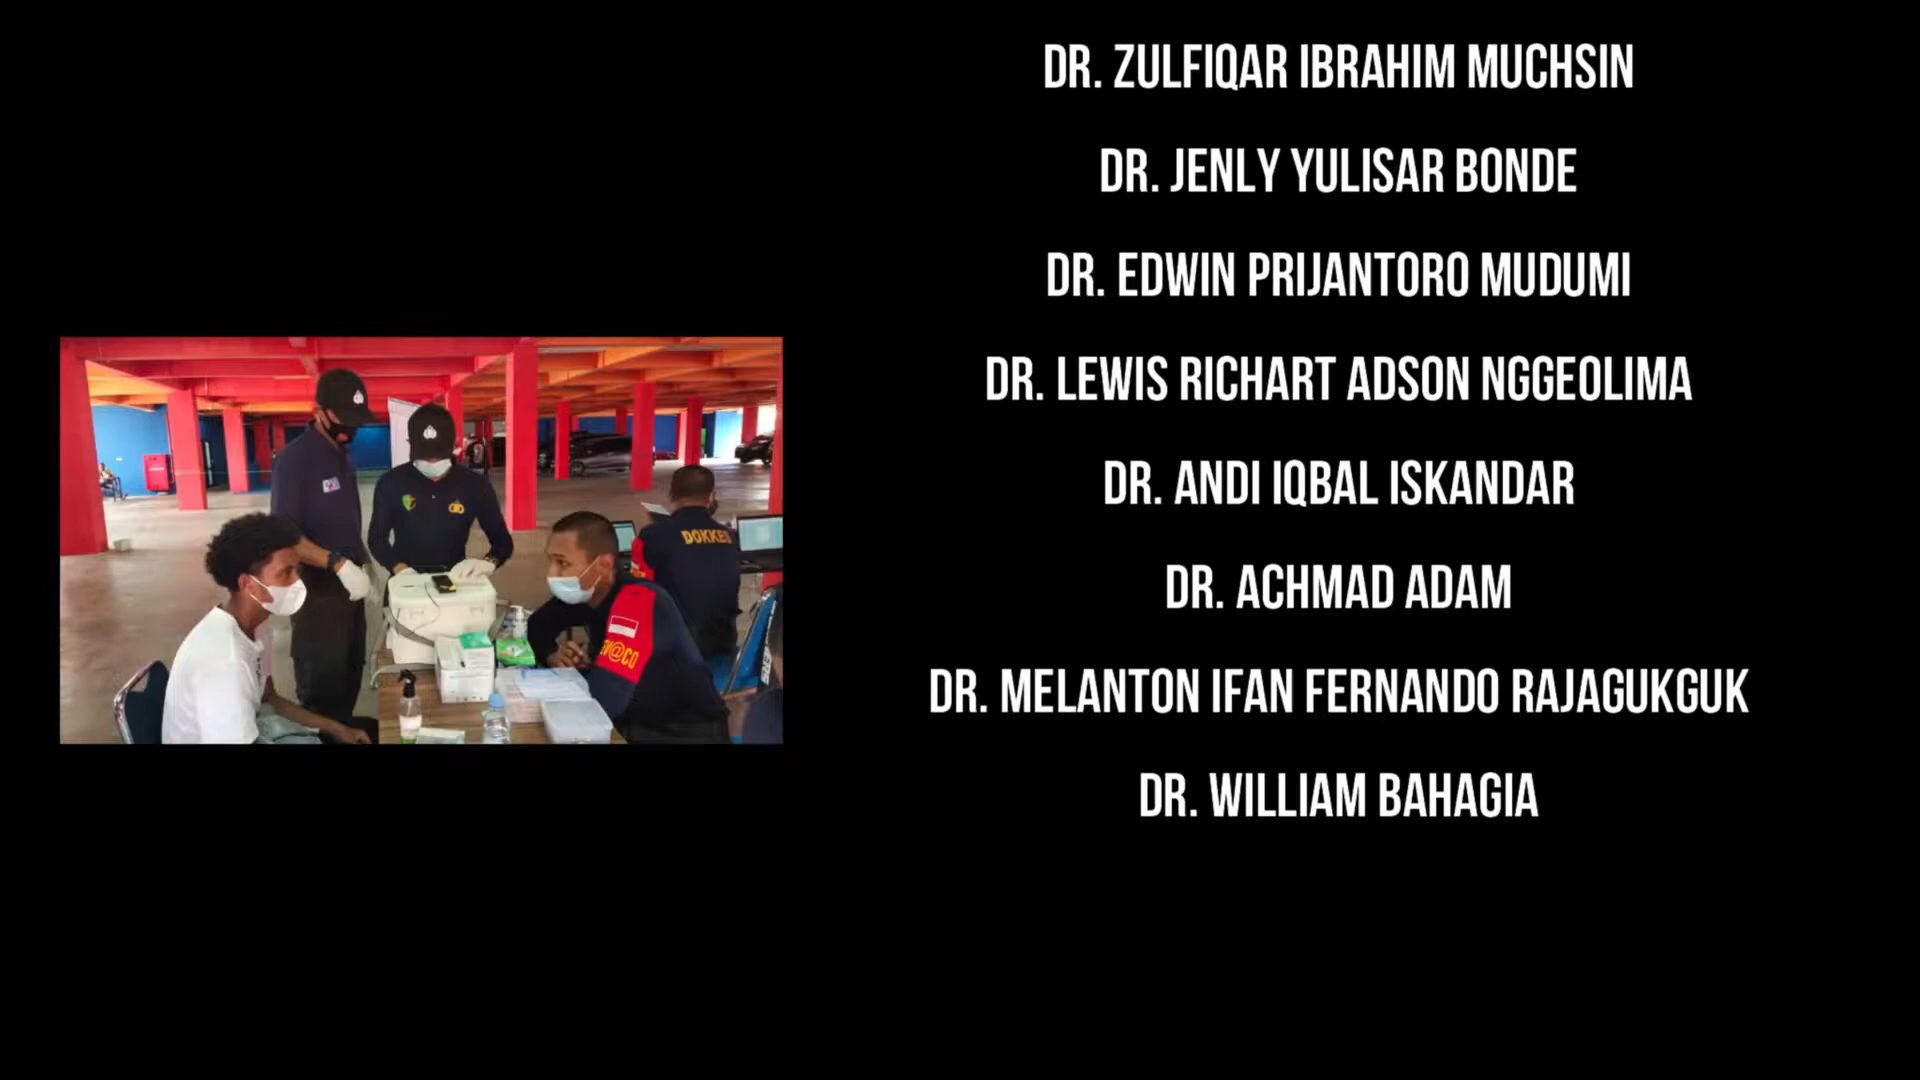 DR. ZULFIQAR IBRAHIM MUCHSIN
DR. JENLY YULISAR BONDE
DR. EDWIN PRIJANTORO MUDUMI
DR. LEWIS RICHART ADSON NGGEOLIMA
DR. ANDI IQBAL ISKANDAR
DR. ACHMAD ADAM
DR. MELANTON IFAN FERNANDO RAJAGUKGUK
DR. WILLIAM BAHAGIA